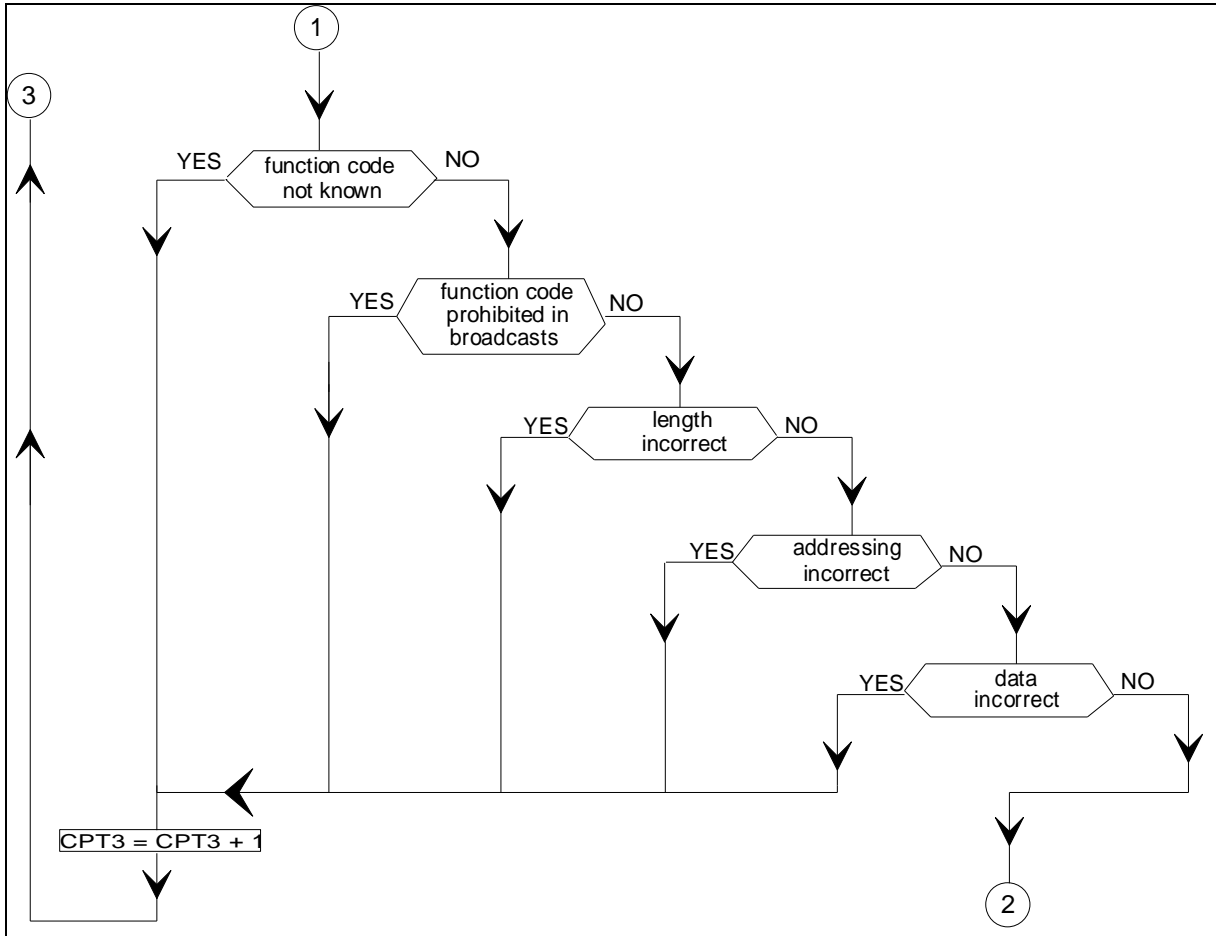 1
3
YES
function code
not known
NO
YES
function code
prohibited in
broadcasts
NO
YES
length
incorrect
NO
YES
addressing
incorrect
NO
YES
data
incorrect
NO
CPT3 = CPT3 + 1
2